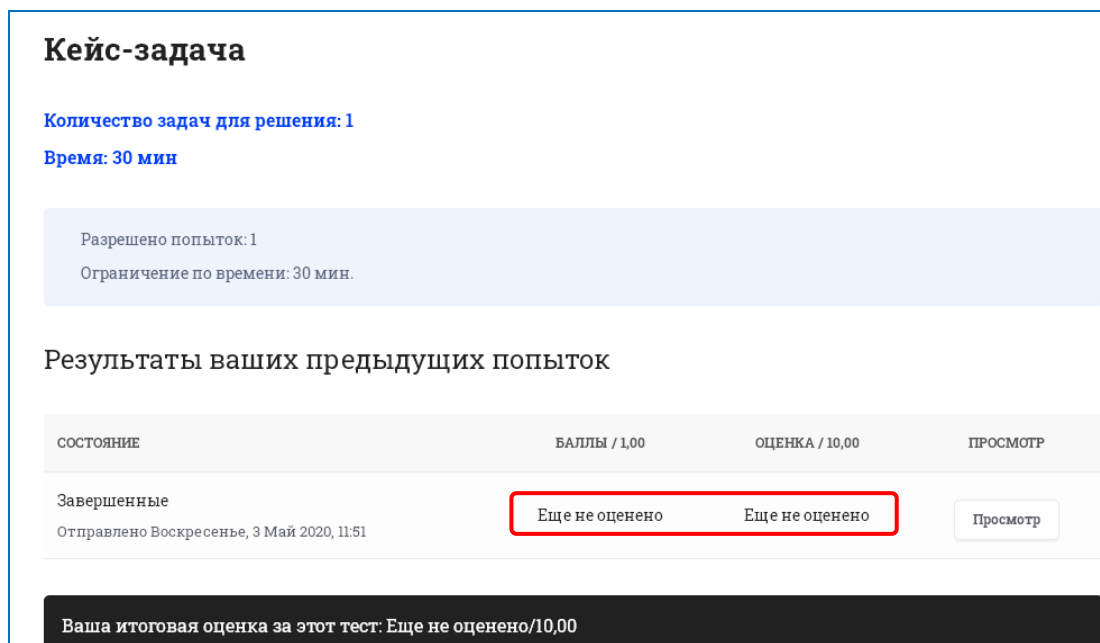 Кейс-задача
Количество задач для решения: 1
Время: 30 мин
Разрешено попыток: 1
Ограничение по времени: 30 мин.
Результаты ваших предыдущих попыток
СОСТОЯНИЕ БАЛЛЫ / 1,00 ОЦЕНКА / 10,00 ПРОСМОТР
Завершенные Еще не оценено Еще не оценено Просмотр
Отправлено Воскресенье, 3 Май 2020, 11:51
Ваша итоговая оценка за этот тест: Еще не оценено/10,00